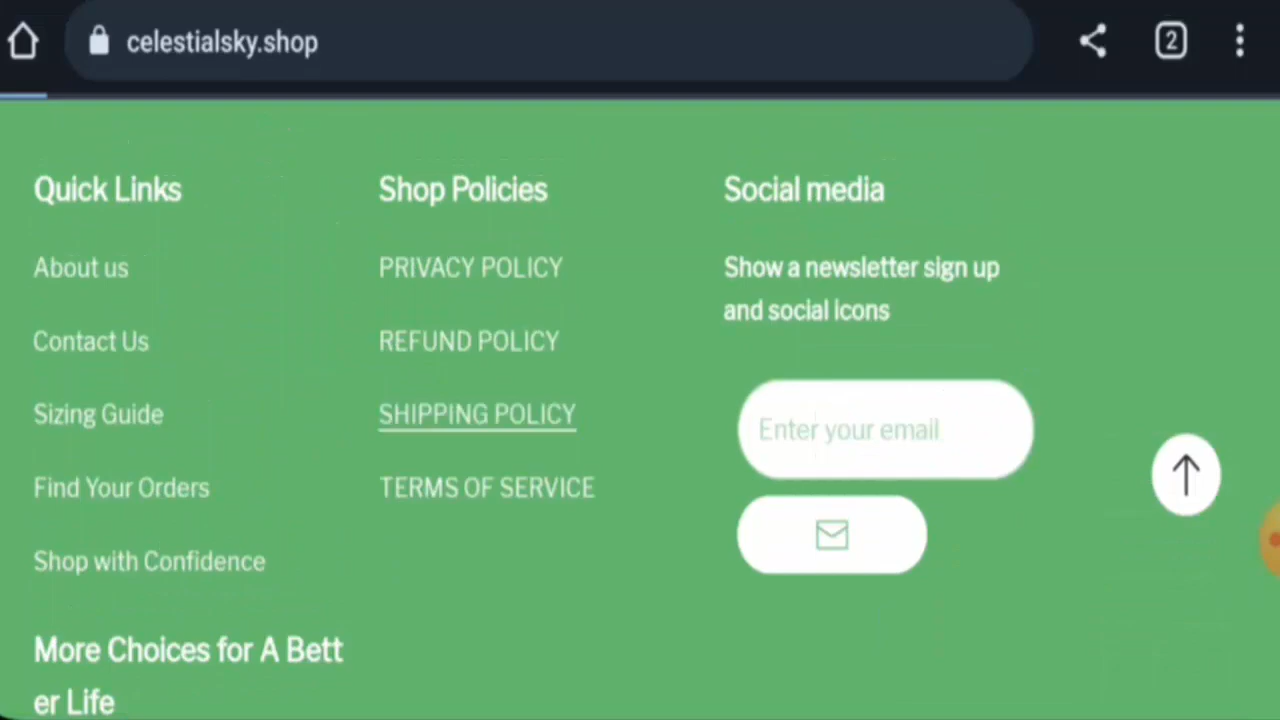 celestialsky.shop
2
Quick Links
About us
Contact Us
Sizing Guide
Find Your Orders
Shop with Confidence
More Choices for A Bett
er Life
Shop Policies
PRIVACY POLICY
REFUND POLICY
SHIPPING POLICY
TERMS OF SERVICE
Social media
Show a newsletter sign up
and social icons
Enter your email